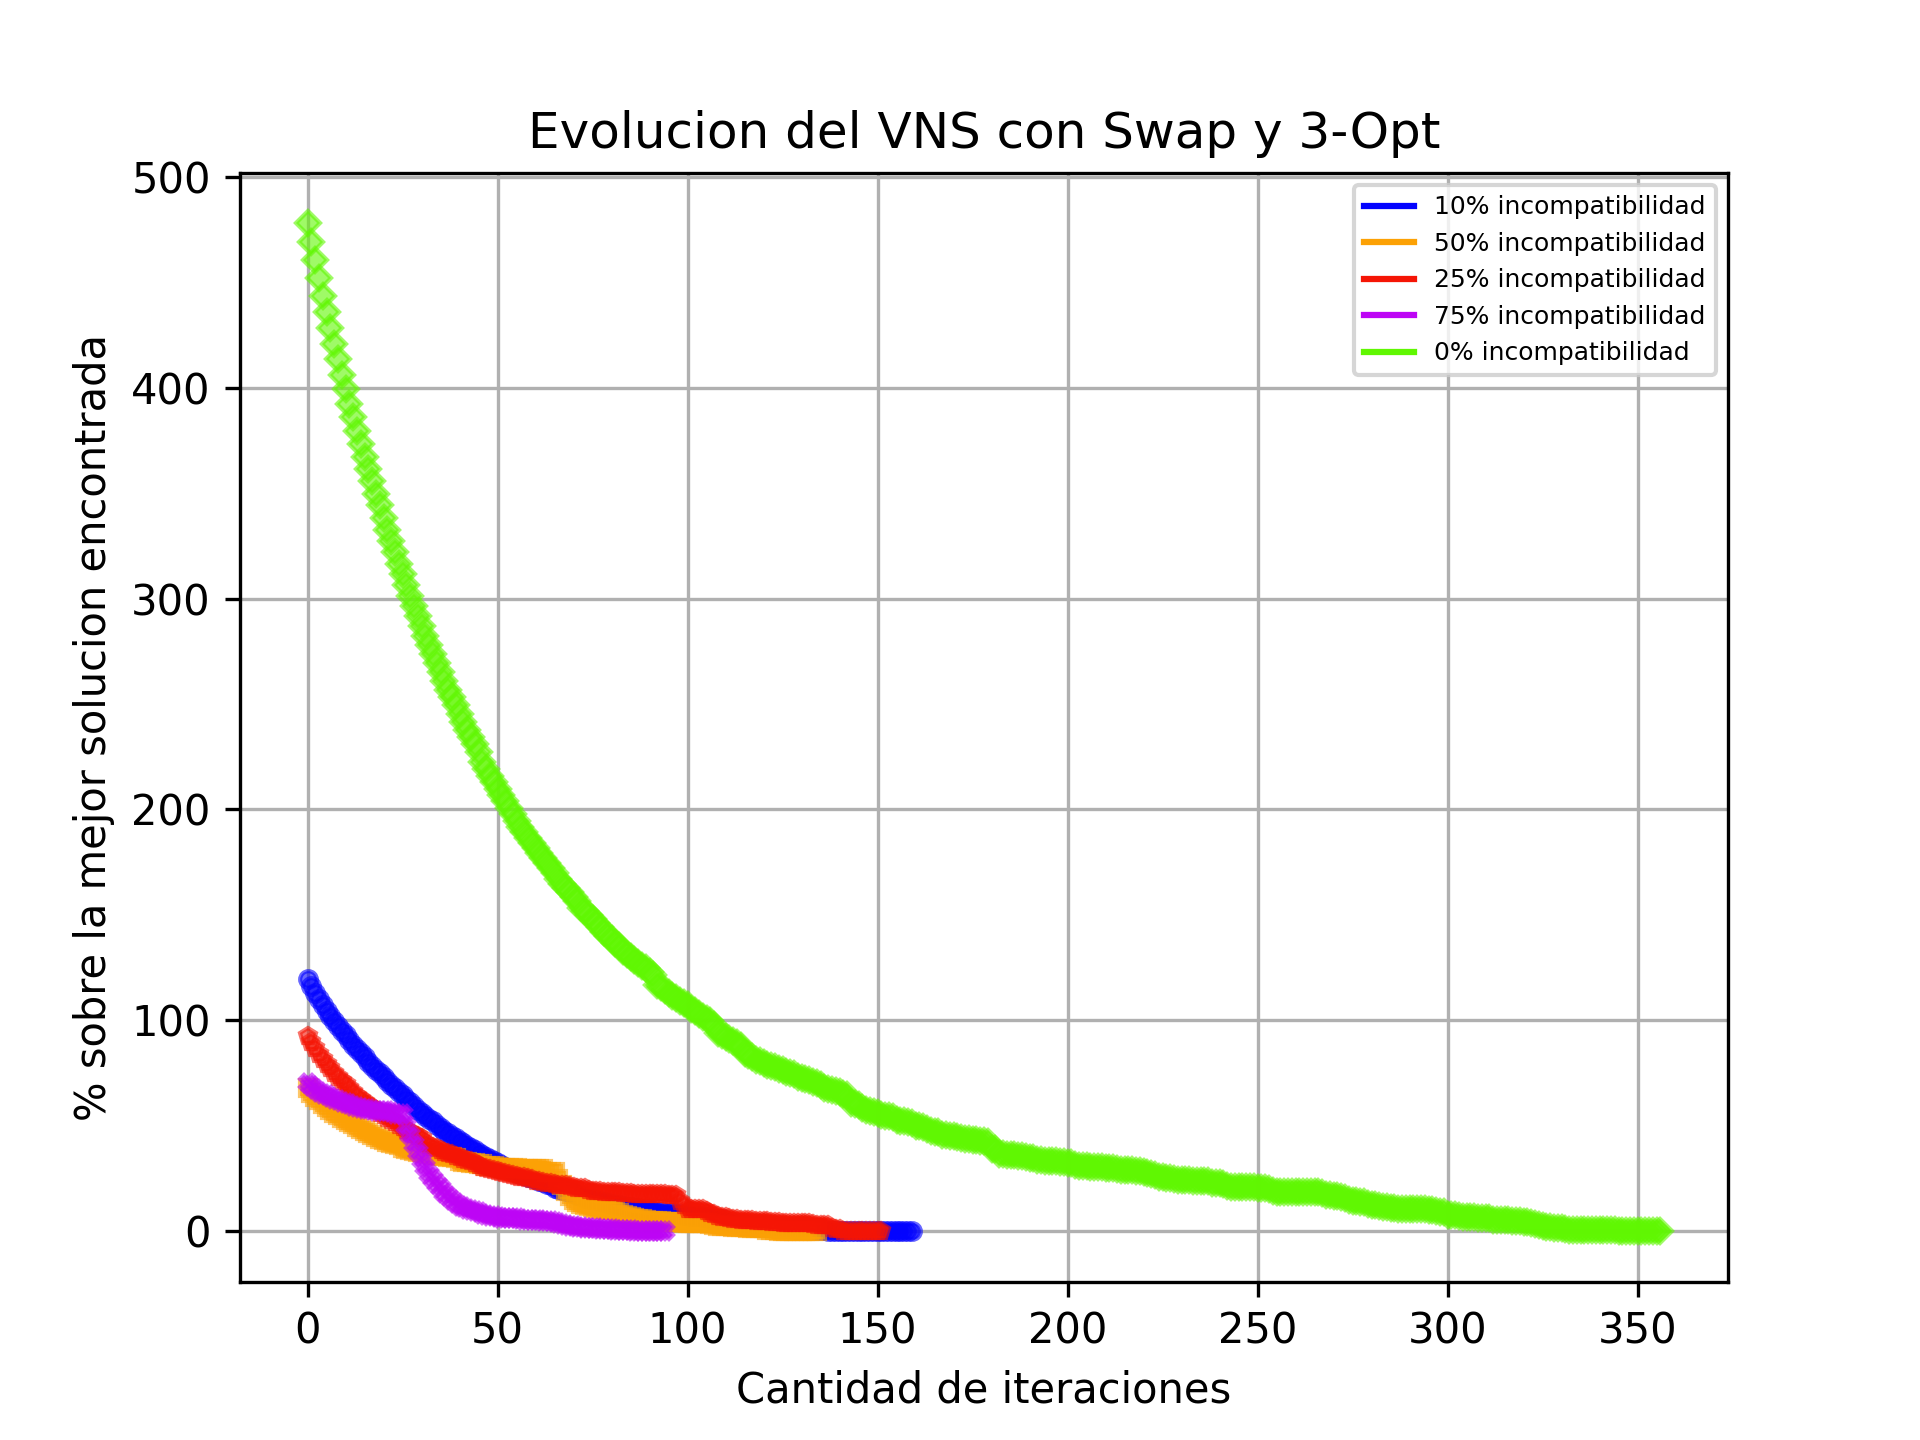 Evolucion del VNS con Swap y 3-Opt
500
400
300
200
100
0
% sobre la mejor solucion encontrada
10% incompatibilidad
50% incompatibilidad
25% incompatibilidad
75% incompatibilidad
0% incompatibilidad
0 50 100 150 200 250 300 350
Cantidad de iteraciones